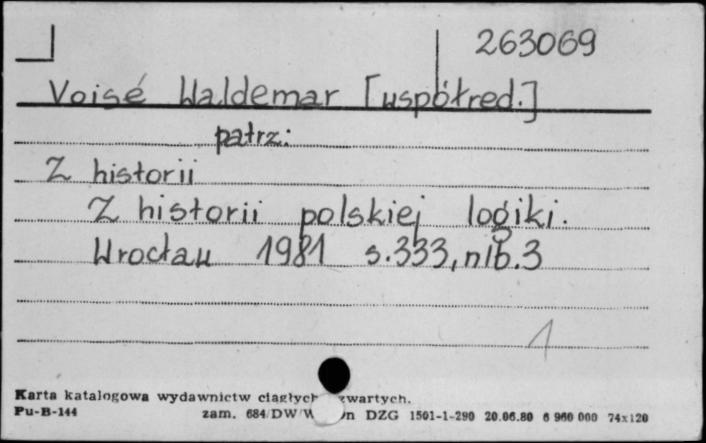 263069
Voisé Waldemar [współred.]
patrz:
Z historii
Z historii polskiej logiki.
Wrocław 1981 s.333, nlb.3
1
Karta katalogowa wydawnictw ciągłych zwartych.
Pu-B-144 zam. 684/DW/W DZG 1501-1-290 20.06.80 6 960 000 74x120